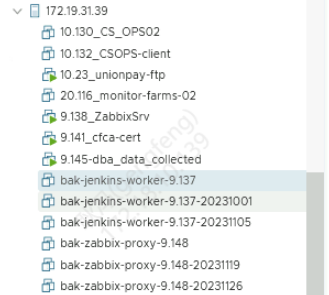 172.19.31.39
10.130_CS_OPS02
10.132_CSOPS-client
10.23_unionpay-ftp
20.116_monitor-farms-02
9.138_ZabbixSrv
9.141_cfca-cert
9.145-dba_data_collected
bak-jenkins-worker-9.137
bak-jenkins-worker-9.137-20231001
bak-jenkins-worker-9.137-20231105
bak-zabbix-proxy-9.148
bak-zabbix-proxy-9.148-20231119
bak-zabbix-proxy-9.148-20231126